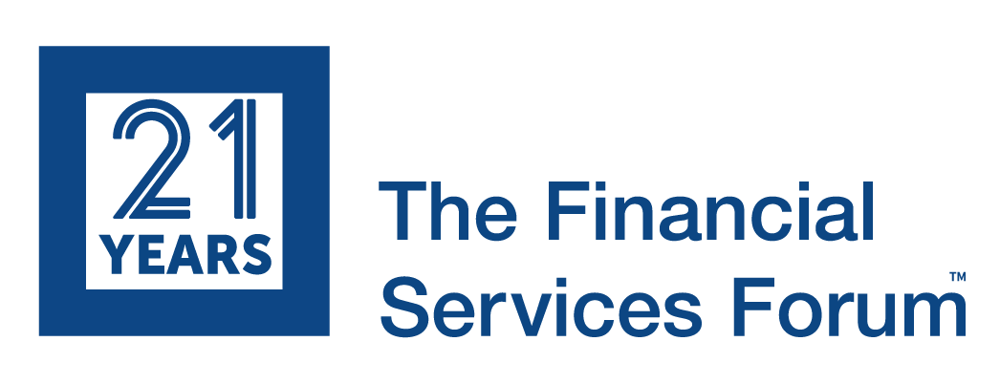 21
YEARS
The Financial
Services Forum™